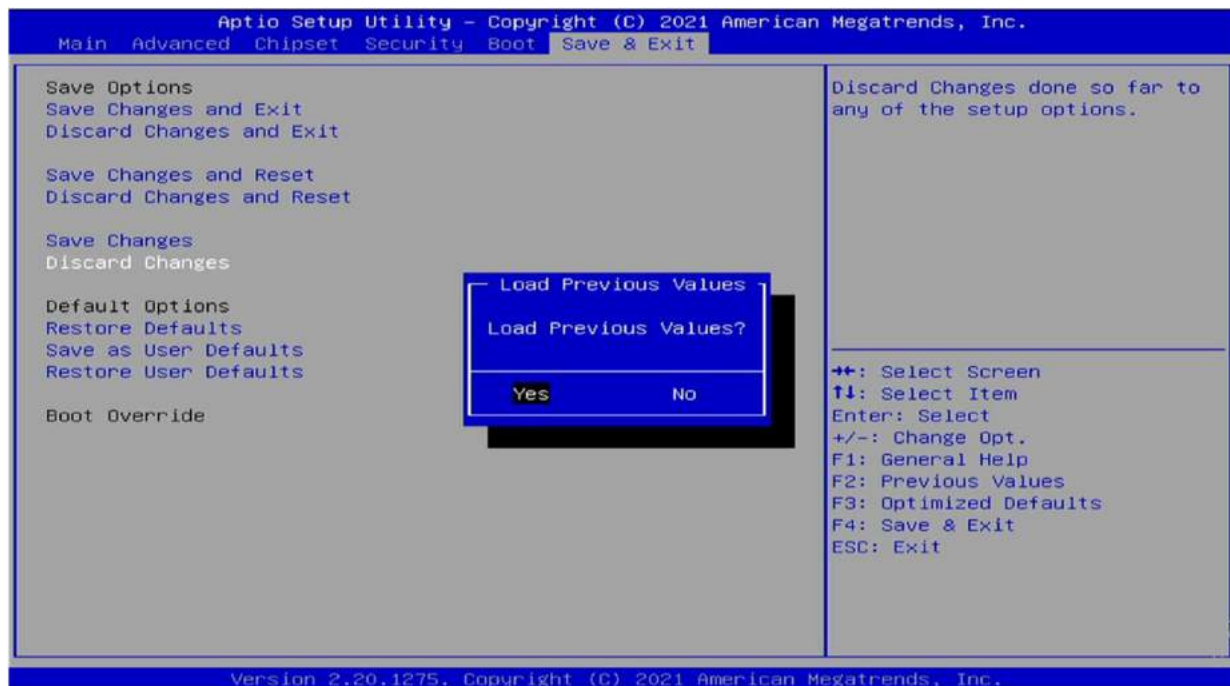 Aptio Setup Utility – Copyright (C) 2021 American Megatrends, Inc.
Main Advanced Chipset Security Boot Save & Exit
Save Options
Save Changes and Exit
Discard Changes and Exit
Save Changes and Reset
Discard Changes and Reset
Save Changes
Discard Changes
Default Options
Restore Defaults
Save as User Defaults
Restore User Defaults
Boot Override
Load Previous Values
Load Previous Values?
Yes No
Discard Changes done so far to
any of the setup options.
→←: Select Screen
↑↓: Select Item
Enter: Select
+/-: Change Opt.
F1: General Help
F2: Previous Values
F3: Optimized Defaults
F4: Save & Exit
ESC: Exit
Version 2.20.1275. Copyright (C) 2021 American Megatrends, Inc.